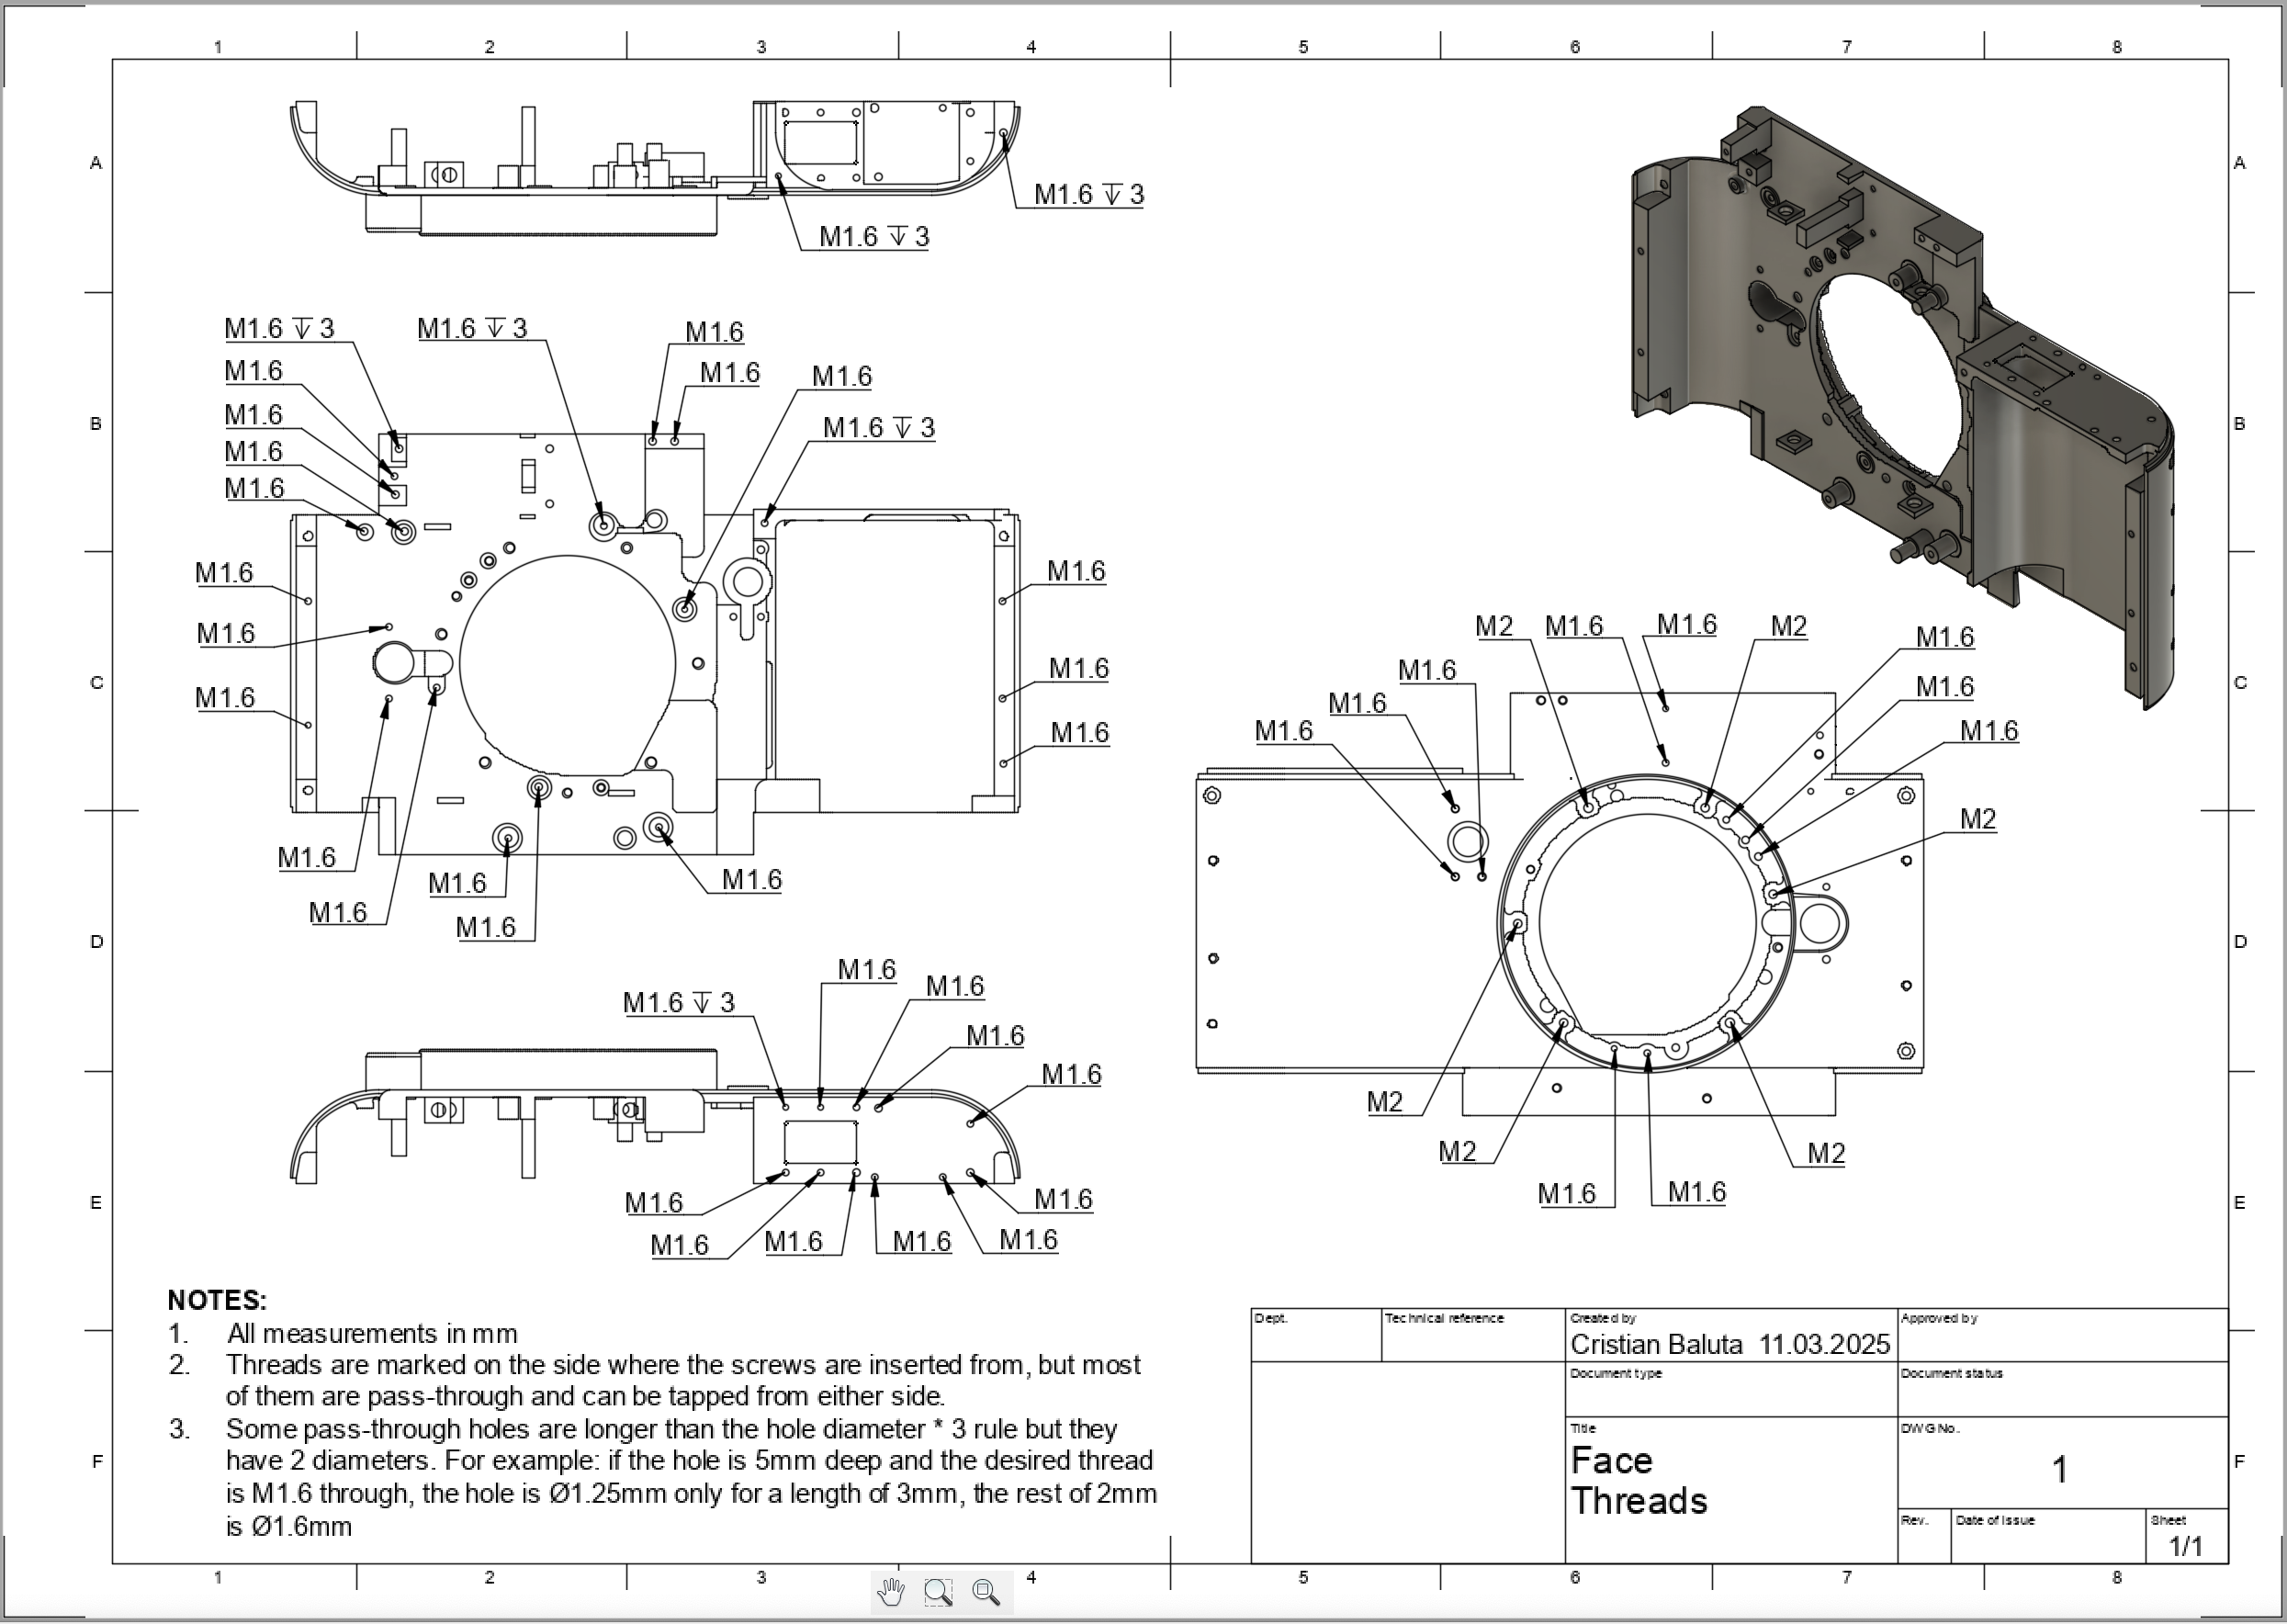 1 2 3 4 5 6 7 8
A A
M1.6 ↧ 3
M1.6 ↧ 3
M1.6 ↧ 3
M1.6 ↧ 3
M1.6
M1.6
M1.6
M1.6
M1.6
M1.6 ↧ 3
M1.6
M1.6
B B
M1.6
M1.6
M1.6
M1.6
M1.6
M1.6
M1.6
M1.6
M1.6
M1.6
M1.6
M1.6
M1.6
C C
M2
M1.6
M1.6
M2
M1.6
M1.6
M1.6
M1.6
M1.6
M1.6
M2
M2
M2
M2
M1.6
M1.6
D D
M1.6
M1.6 ↧ 3
M1.6
M1.6
M1.6
M1.6
M1.6
M1.6
M1.6
M1.6
M1.6
E E
NOTES:
1. All measurements in mm
2. Threads are marked on the side where the screws are inserted from, but most
of them are pass-through and can be tapped from either side.
3. Some pass-through holes are longer than the hole diameter * 3 rule but they
have 2 diameters. For example: if the hole is 5mm deep and the desired thread
is M1.6 through, the hole is Ø1.25mm only for a length of 3mm, the rest of 2mm
is Ø1.6mm
F F
Dept.
Technical reference
Created by
Cristian Baluta 11.03.2025
Approved by
Document type
Document status
Title
Face
Threads
DWG No.
1
Rev.
Date of issue
Sheet
1/1
1 2 3 4 5 6 7 8